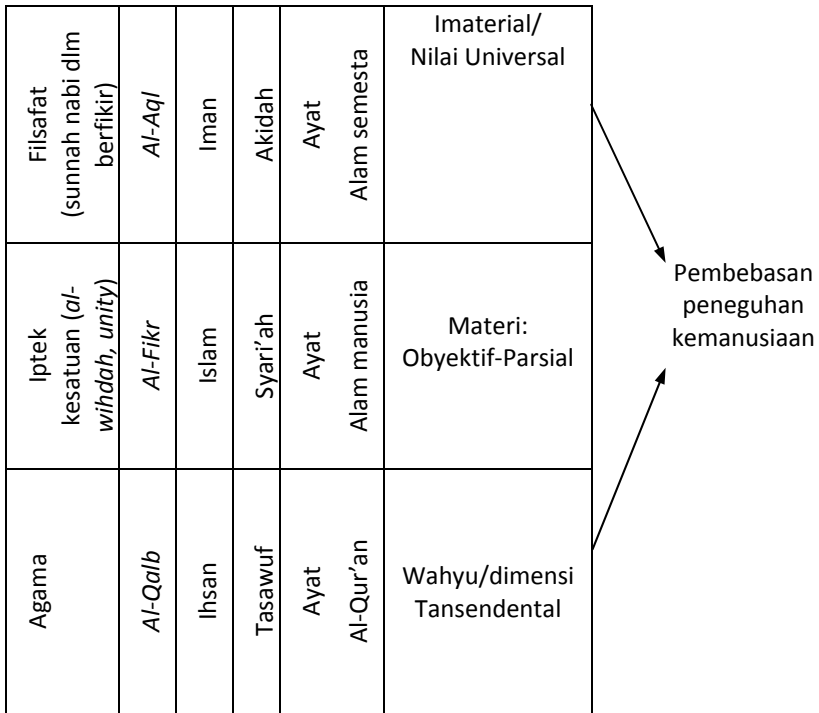 Filsafat
(sunnah nabi dlm
berfikir)
Al-Aql
Iman
Akidah
Ayat
Alam semesta
Imaterial/
Nilai Universal
Iptek
kesatuan (al-
wihdah, unity)
Al-Fikr
Islam
Syari’ah
Ayat
Alam manusia
Materi:
Obyektif-Parsial
Agama
Al-Qalb
Ihsan
Tasawuf
Ayat
Al-Qur’an
Wahyu/dimensi
Tansendental
Pembebasan
peneguhan
kemanusiaan